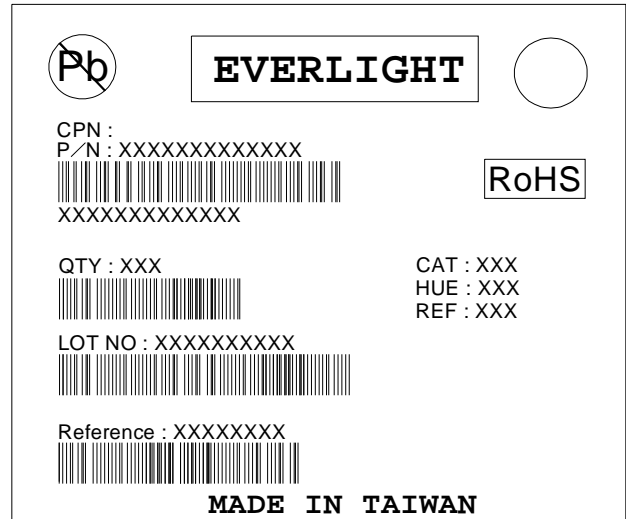 Pb
EVERLIGHT
CPN :
P/N : XXXXXXXXXXXXX
RoHS
XXXXXXXXXXXXX
QTY : XXX
CAT : XXX
HUE : XXX
REF : XXX
LOT NO : XXXXXXXXXX
Reference : XXXXXXXX
MADE IN TAIWAN